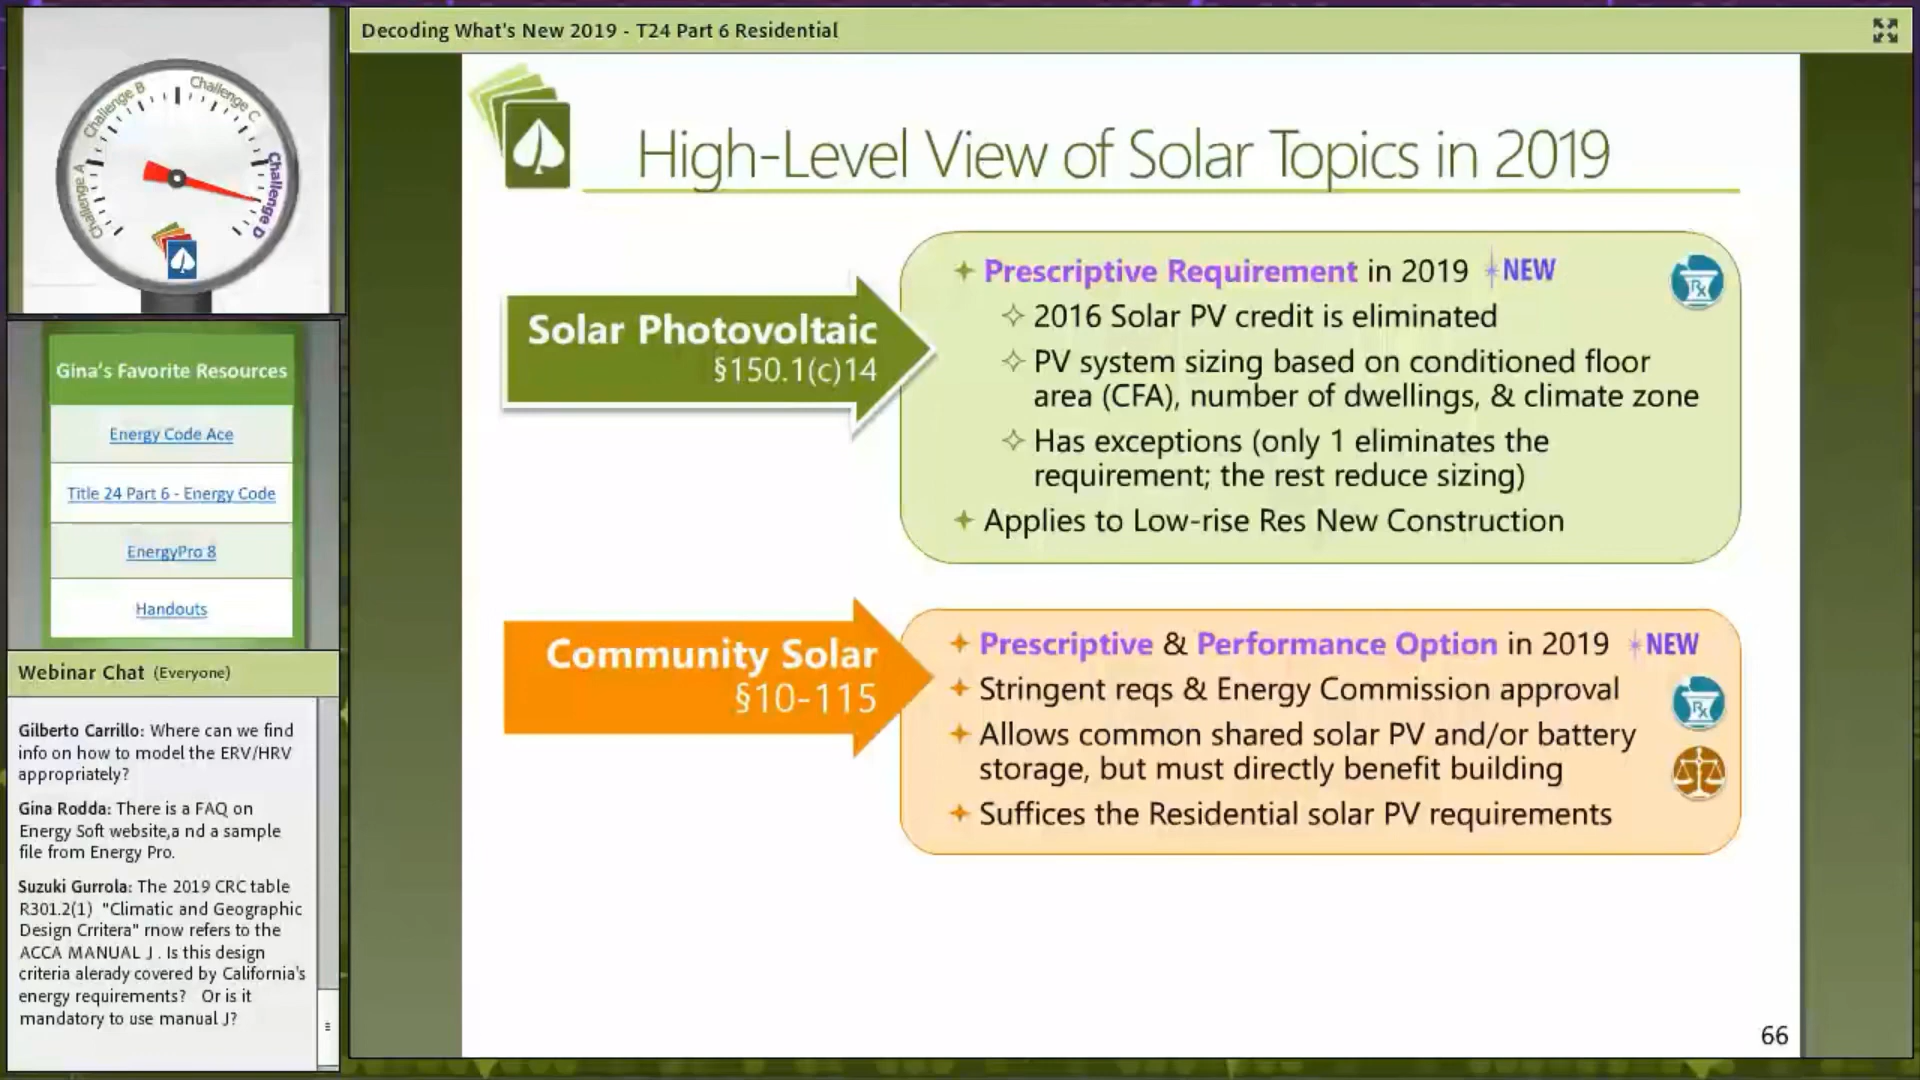 Decoding What's New 2019 - T24 Part 6 Residential
Challenge A
Challenge B
Challenge C
Challenge D
Gina's Favorite Resources
Energy Code Ace
Title 24 Part 6 - Energy Code
EnergyPro 8
Handouts
Webinar Chat (Everyone)
Gilberto Carrillo: Where can we find
info on how to model the ERV/HRV
appropriately?
Gina Rodda: There is a FAQ on
Energy Soft website,a nd a sample
file from Energy Pro.
Suzuki Gurrola: The 2019 CRC table
R301.2(1) "Climatic and Geographic
Design Crritera" rnow refers to the
ACCA MANUAL J . Is this design
criteria alerady covered by California's
energy requirements? Or is it
mandatory to use manual J?
High-Level View of Solar Topics in 2019
Solar Photovoltaic
§150.1(c)14
Prescriptive Requirement in 2019 NEW
2016 Solar PV credit is eliminated
PV system sizing based on conditioned floor
area (CFA), number of dwellings, & climate zone
Has exceptions (only 1 eliminates the
requirement; the rest reduce sizing)
Applies to Low-rise Res New Construction
Rx
Community Solar
§10-115
Prescriptive & Performance Option in 2019 NEW
Stringent reqs & Energy Commission approval
Allows common shared solar PV and/or battery
storage, but must directly benefit building
Suffices the Residential solar PV requirements
Rx
66